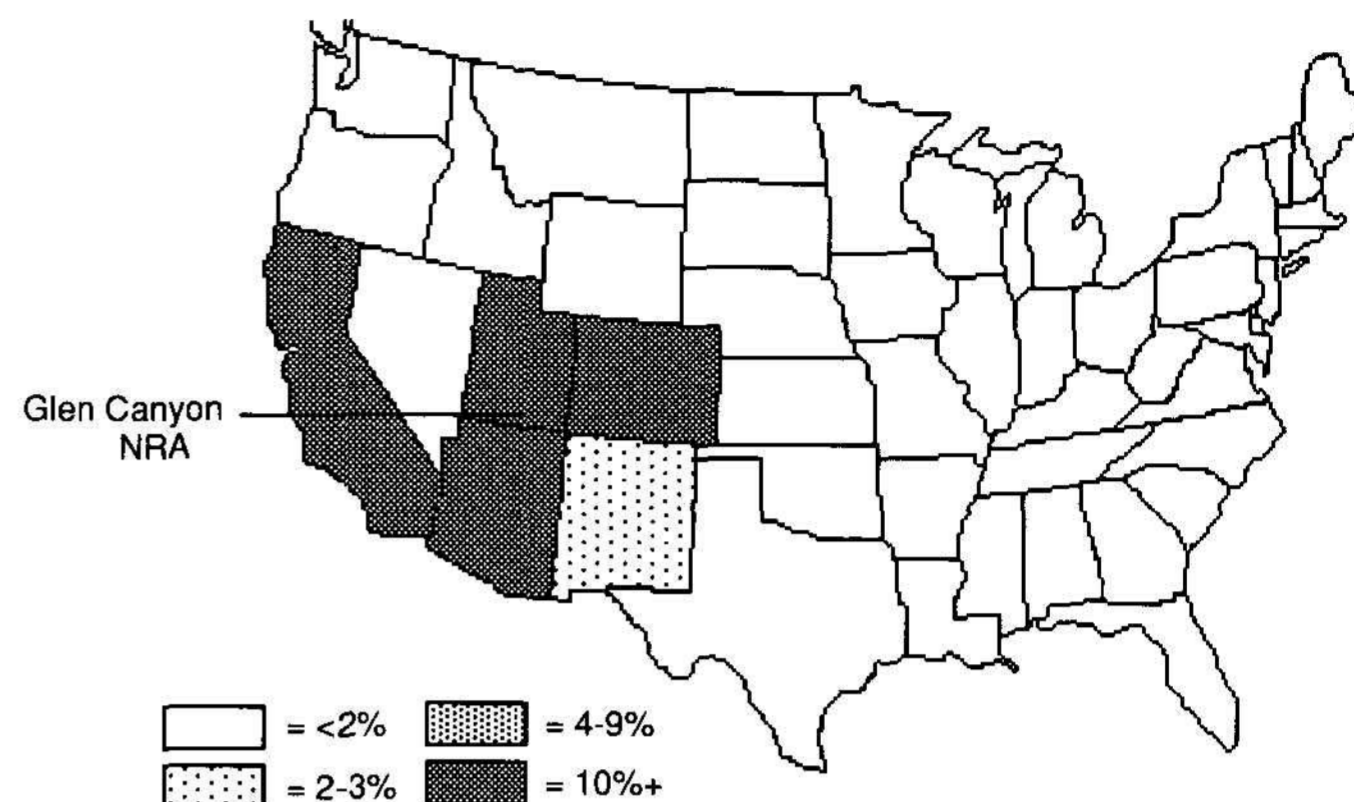 Glen Canyon
NRA
= <2%
= 4-9%
= 2-3%
= 10%+